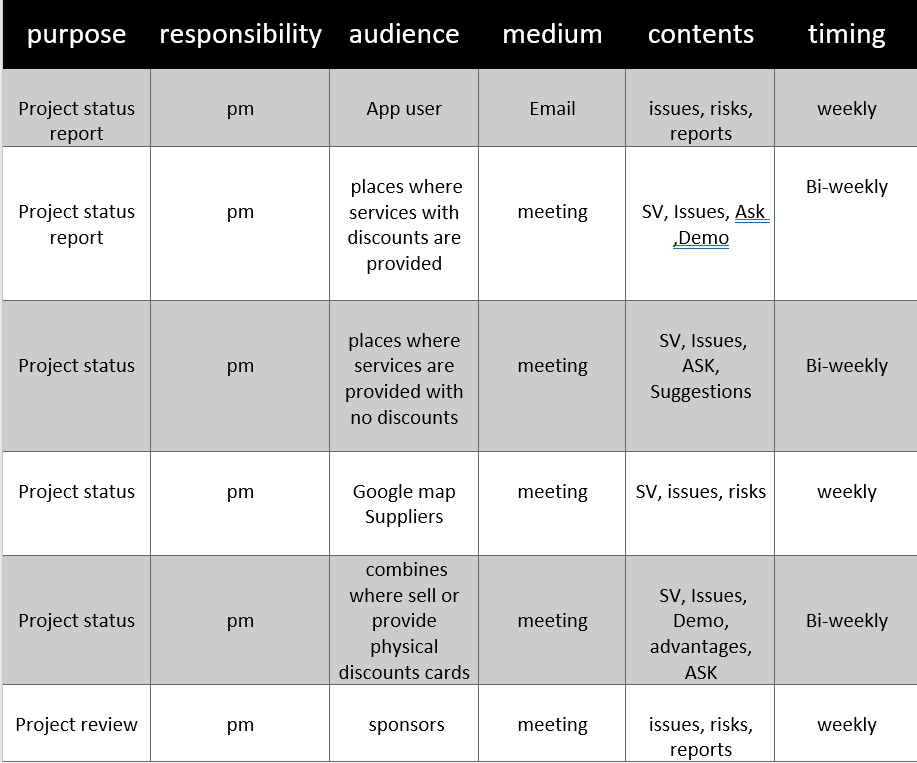 purpose responsibility audience medium contents timing
Project status report pm App user Email issues, risks, reports weekly
Project status report pm places where services with discounts are provided meeting SV, Issues, Ask ,Demo Bi-weekly
Project status pm places where services are provided with no discounts meeting SV, Issues, ASK, Suggestions Bi-weekly
Project status pm Google map Suppliers meeting SV, issues, risks weekly
Project status pm combines where sell or provide physical discounts cards meeting SV, Issues, Demo, advantages, ASK Bi-weekly
Project review pm sponsors meeting issues, risks, reports weekly